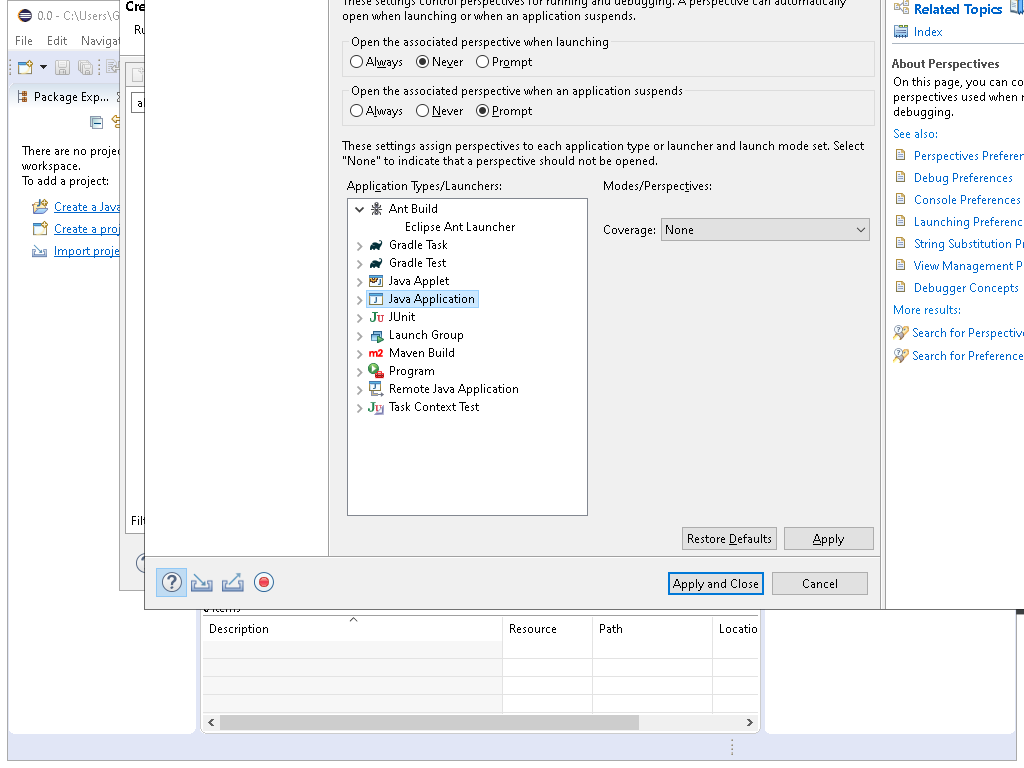 0.0 - C:\Users\G
File Edit Navigat
Package Exp...
There are no proje
workspace.
To add a project:
Create a Java
Create a proj
Import proje
Cre
Ru
a
Filt
These settings control perspectives for running and debugging. A perspective can automatically
open when launching or when an application suspends.
Open the associated perspective when launching
Always Never Prompt
Open the associated perspective when an application suspends
Always Never Prompt
These settings assign perspectives to each application type or launcher and launch mode set. Select
"None" to indicate that a perspective should not be opened.
Application Types/Launchers:
Modes/Perspectives:
Ant Build
Eclipse Ant Launcher
Gradle Task
Gradle Test
Java Applet
Java Application
JUnit
Launch Group
m2 Maven Build
Program
Remote Java Application
Task Context Test
Coverage: None
Restore Defaults Apply
Apply and Close Cancel
Related Topics
Index
About Perspectives
On this page, you can co
perspectives used when r
debugging.
See also:
Perspectives Preferen
Debug Preferences
Console Preferences
Launching Preferenc
String Substitution Pr
View Management P
Debugger Concepts
More results:
Search for Perspective
Search for Preference
items
Description Resource Path Locatio